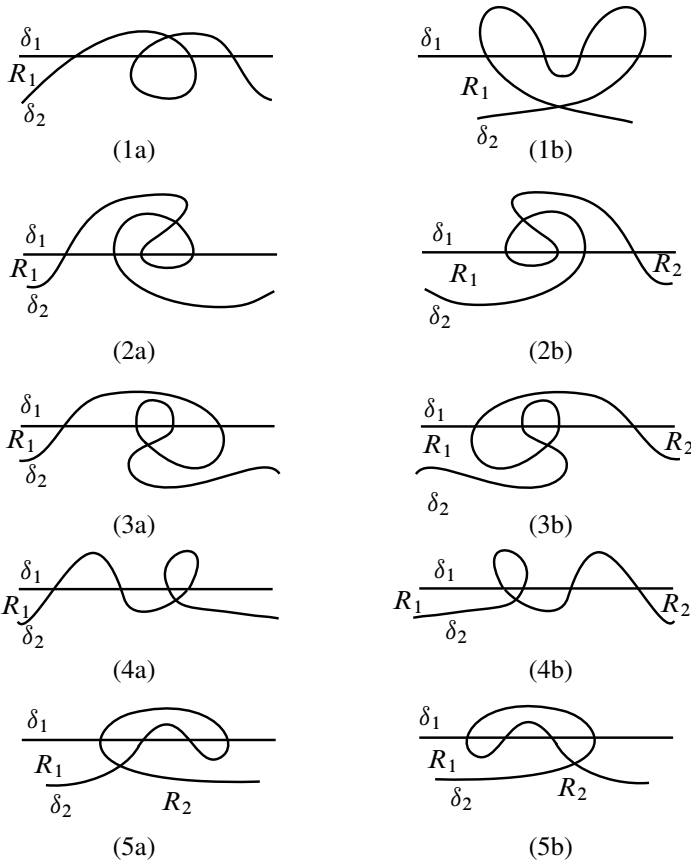 δ₁ δ₁
R₁ R₁
δ₂ δ₂
(1a) (1b)
δ₁ δ₁
R₁ R₁ R₂
δ₂ δ₂
(2a) (2b)
δ₁ δ₁
R₁ R₁ R₂
δ₂ δ₂
(3a) (3b)
δ₁ δ₁
R₁ R₁ R₂
δ₂ δ₂
(4a) (4b)
δ₁ δ₁
R₁ R₁
δ₂ R₂ δ₂ R₂
(5a) (5b)